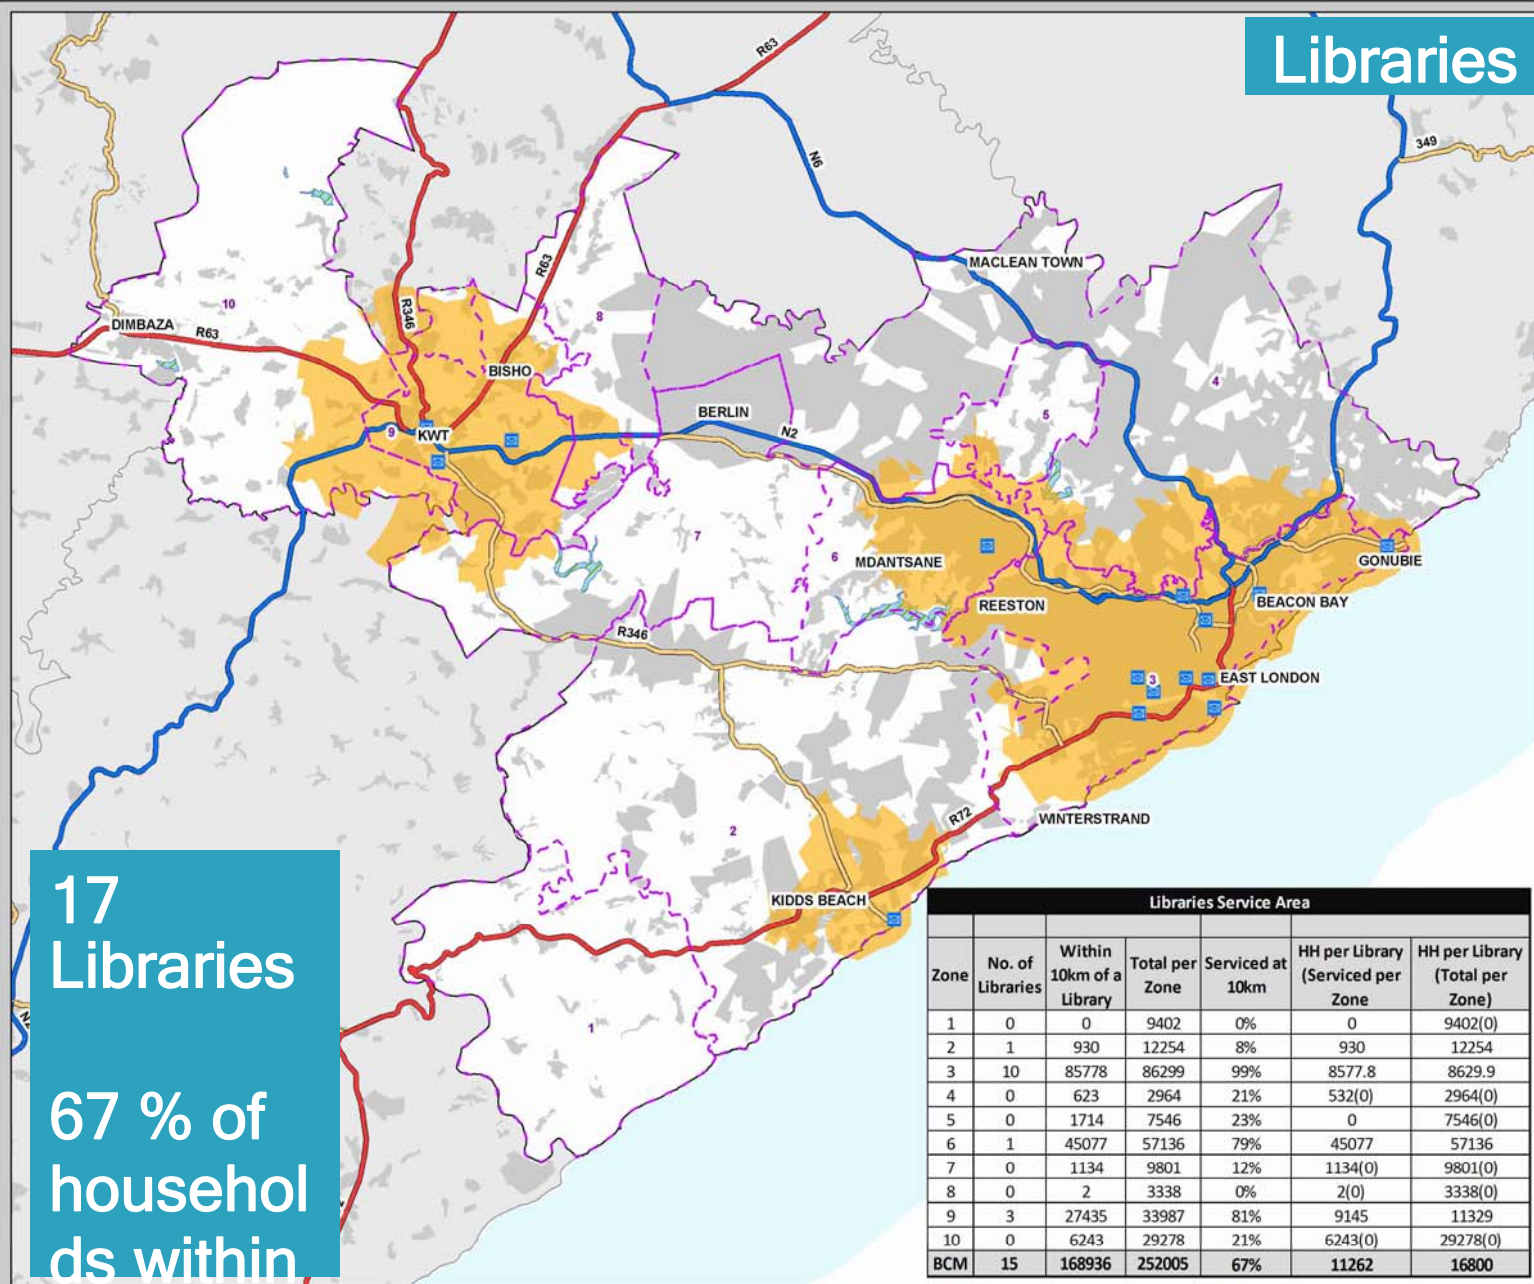 Libraries
R63
349
N6
MACLEAN TOWN
R63
10
DIMBAZA
R63
R346
8
BISHO
4
5
BERLIN
N2
9
KWT
7
6
MDANTSANE
GONUBIE
REESTON
BEACON BAY
R346
3
EAST LONDON
2
R72
WINTERSTRAND
KIDDS BEACH
1
17
Libraries
67 % of
househol
ds within
Libraries Service Area
Zone No. of Libraries Within 10km of a Library Total per Zone Serviced at 10km HH per Library (Serviced per Zone HH per Library (Total per Zone)
1 0 0 9402 0% 0 9402(0)
2 1 930 12254 8% 930 12254
3 10 85778 86299 99% 8577.8 8629.9
4 0 623 2964 21% 532(0) 2964(0)
5 0 1714 7546 23% 0 7546(0)
6 1 45077 57136 79% 45077 57136
7 0 1134 9801 12% 1134(0) 9801(0)
8 0 2 3338 0% 2(0) 3338(0)
9 3 27435 33987 81% 9145 11329
10 0 6243 29278 21% 6243(0) 29278(0)
BCM 15 168936 252005 67% 11262 16800